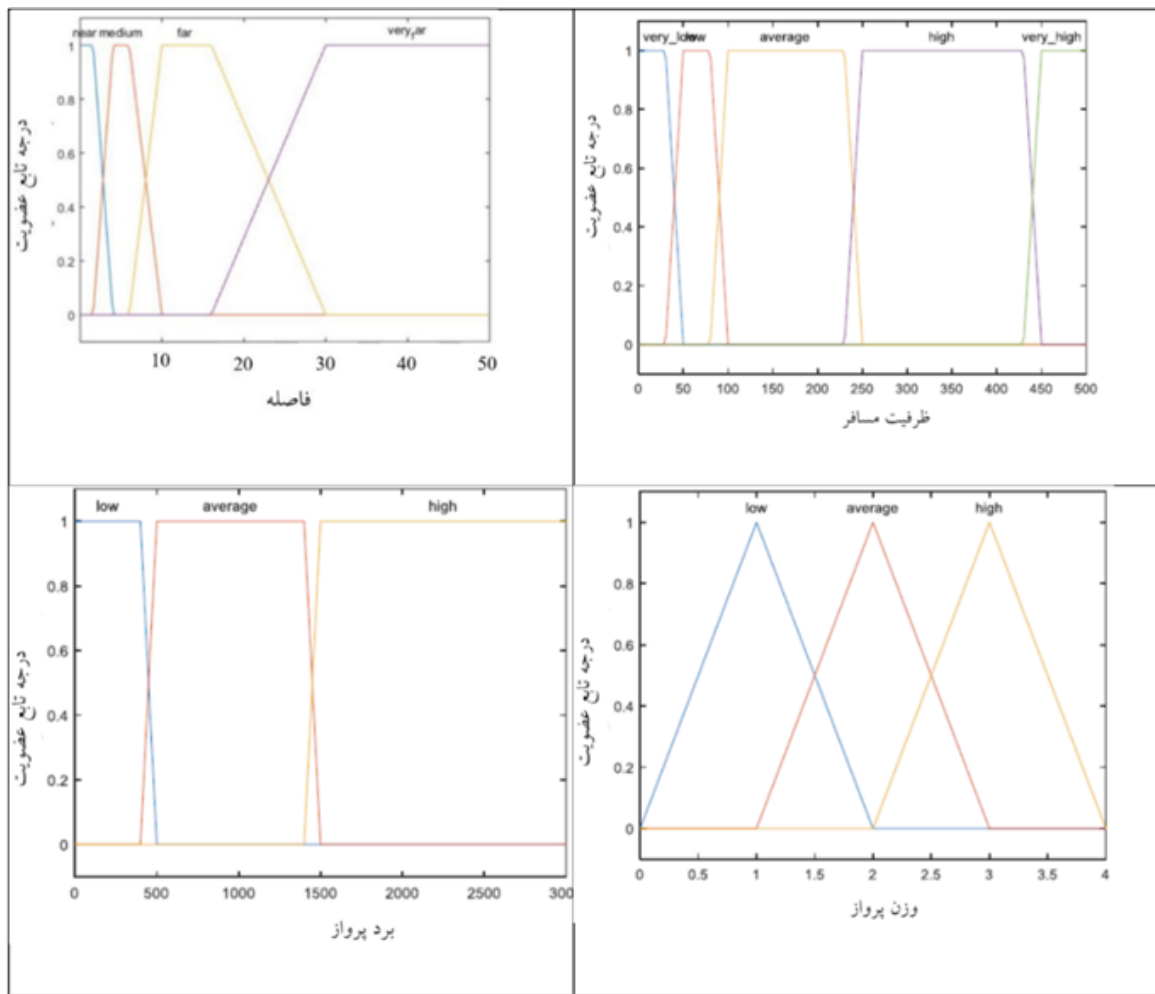 near medium far very_far
1
0.8
0.6
0.4
0.2
0
درجه تابع عضویت
10 20 30 40 50
فاصله
very_low low average high very_high
1
0.8
0.6
0.4
0.2
0
درجه تابع عضویت
0 50 100 150 200 250 300 350 400 450 500
ظرفیت مسافر
low average high
1
0.8
0.6
0.4
0.2
0
درجه تابع عضویت
0 500 1000 1500 2000 2500 3000
برد پرواز
low average high
1
0.8
0.6
0.4
0.2
0
درجه تابع عضویت
0 0.5 1 1.5 2 2.5 3 3.5 4
وزن پرواز